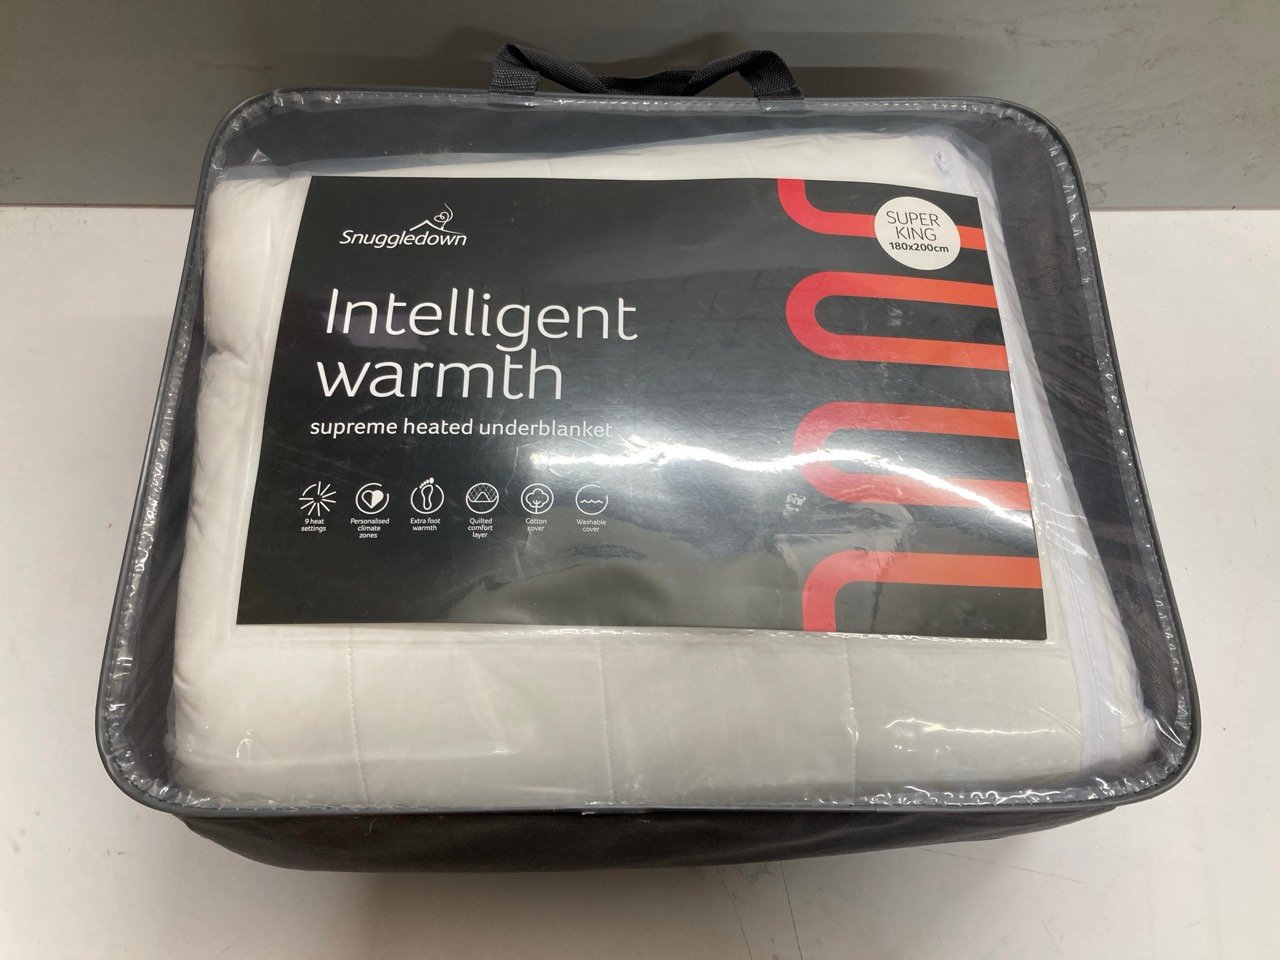 Snuggledown
SUPER
KING
180x200cm
Intelligent
warmth
supreme heated underblanket
9 heat
settings
Personalised
climate
zones
Extra foot
warmth
Quilted
comfort
layer
Cotton
cover
Washable
cover